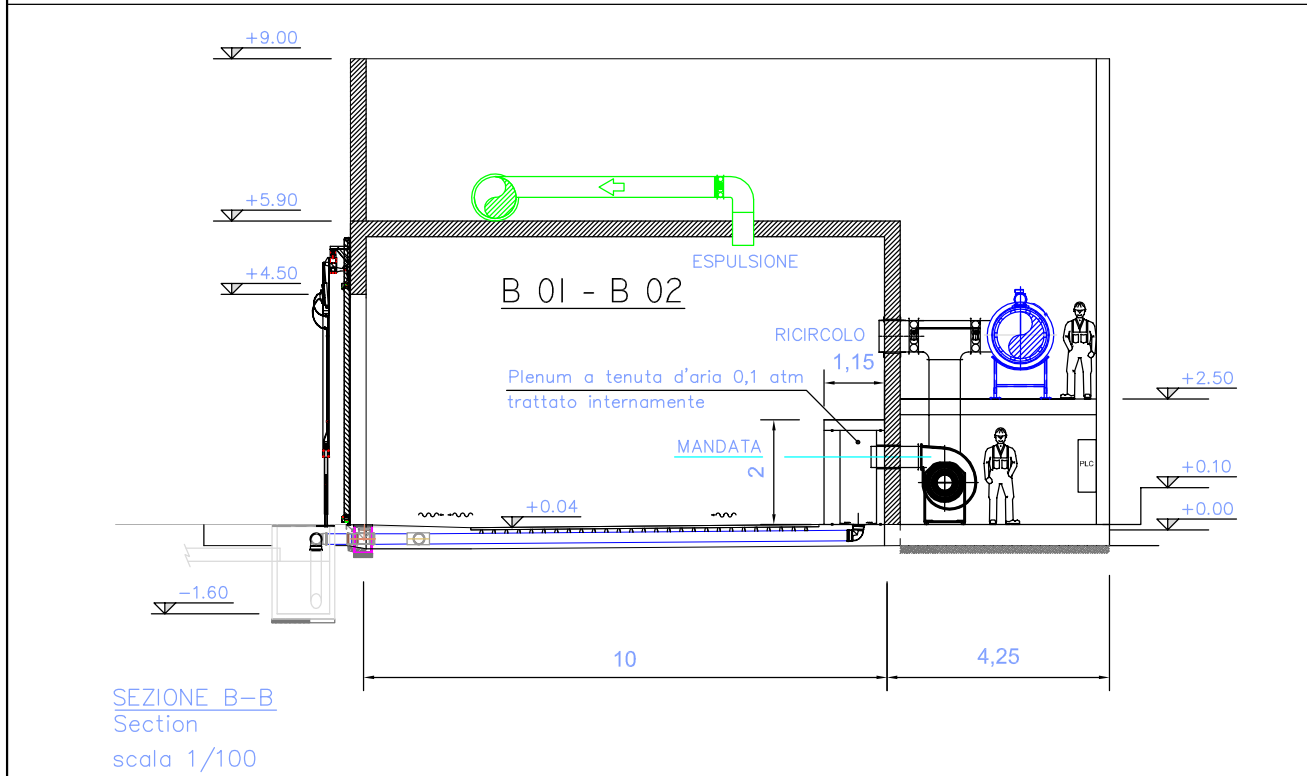 +9.00
+5.90
ESPULSIONE
+4.50
B 01 - B 02
RICIRCOLO
1,15
Plenum a tenuta d'aria 0,1 atm
trattato internamente
+2.50
MANDATA
2
PLC
+0.10
+0.04
+0.00
-1.60
10
4,25
SEZIONE B-B
Section
scala 1/100